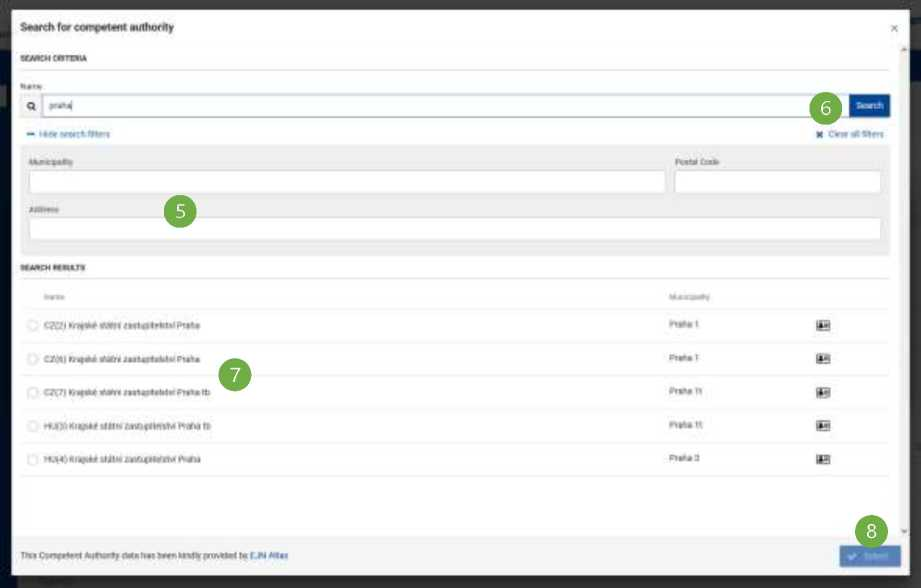 Search for competent authority ×
SEARCH CRITERIA
Name
praha 6 Search
Hide search filters Clear all filters
Municipality Postal Code
5
Address
SEARCH RESULTS
Name Municipality
CZ(2) Krajské státní zastupitelství Praha Praha 1
CZ(6) Krajské státní zastupitelství Praha Praha 1
7
CZ(7) Krajské státní zastupitelství Praha tb Praha 11
HU(3) Krajské státní zastupitelství Praha tb Praha 11
HU(4) Krajské státní zastupitelství Praha Praha 3
8
This Competent Authority data has been kindly provided by EJN Atlas Select